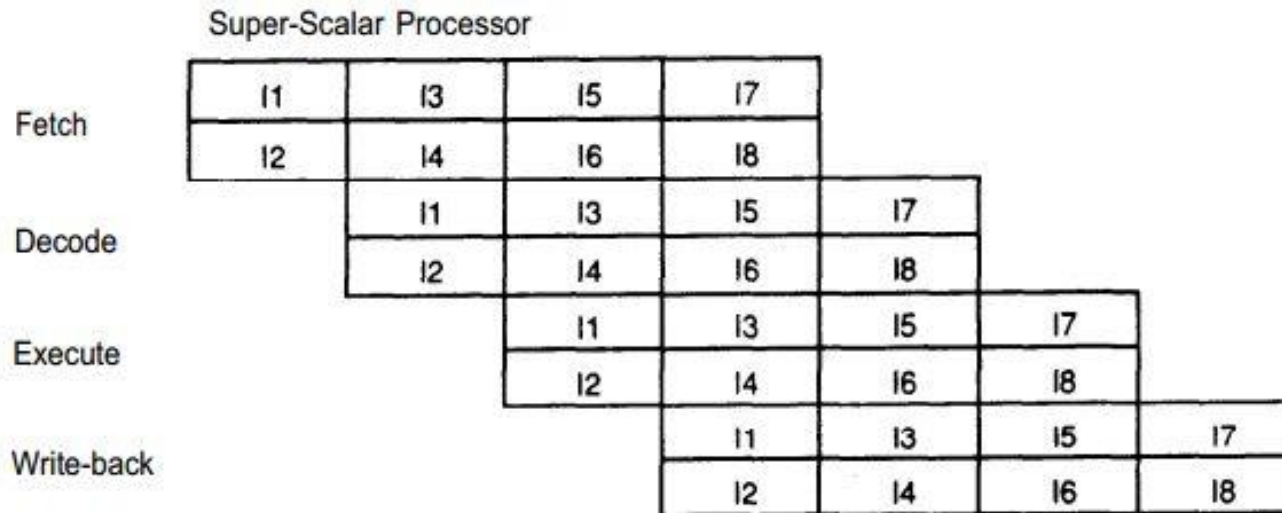 Super-Scalar Processor
I1 I3 I5 I7
Fetch
I2 I4 I6 I8
I1 I3 I5 I7
Decode
I2 I4 I6 I8
I1 I3 I5 I7
Execute
I2 I4 I6 I8
I1 I3 I5 I7
Write-back
I2 I4 I6 I8